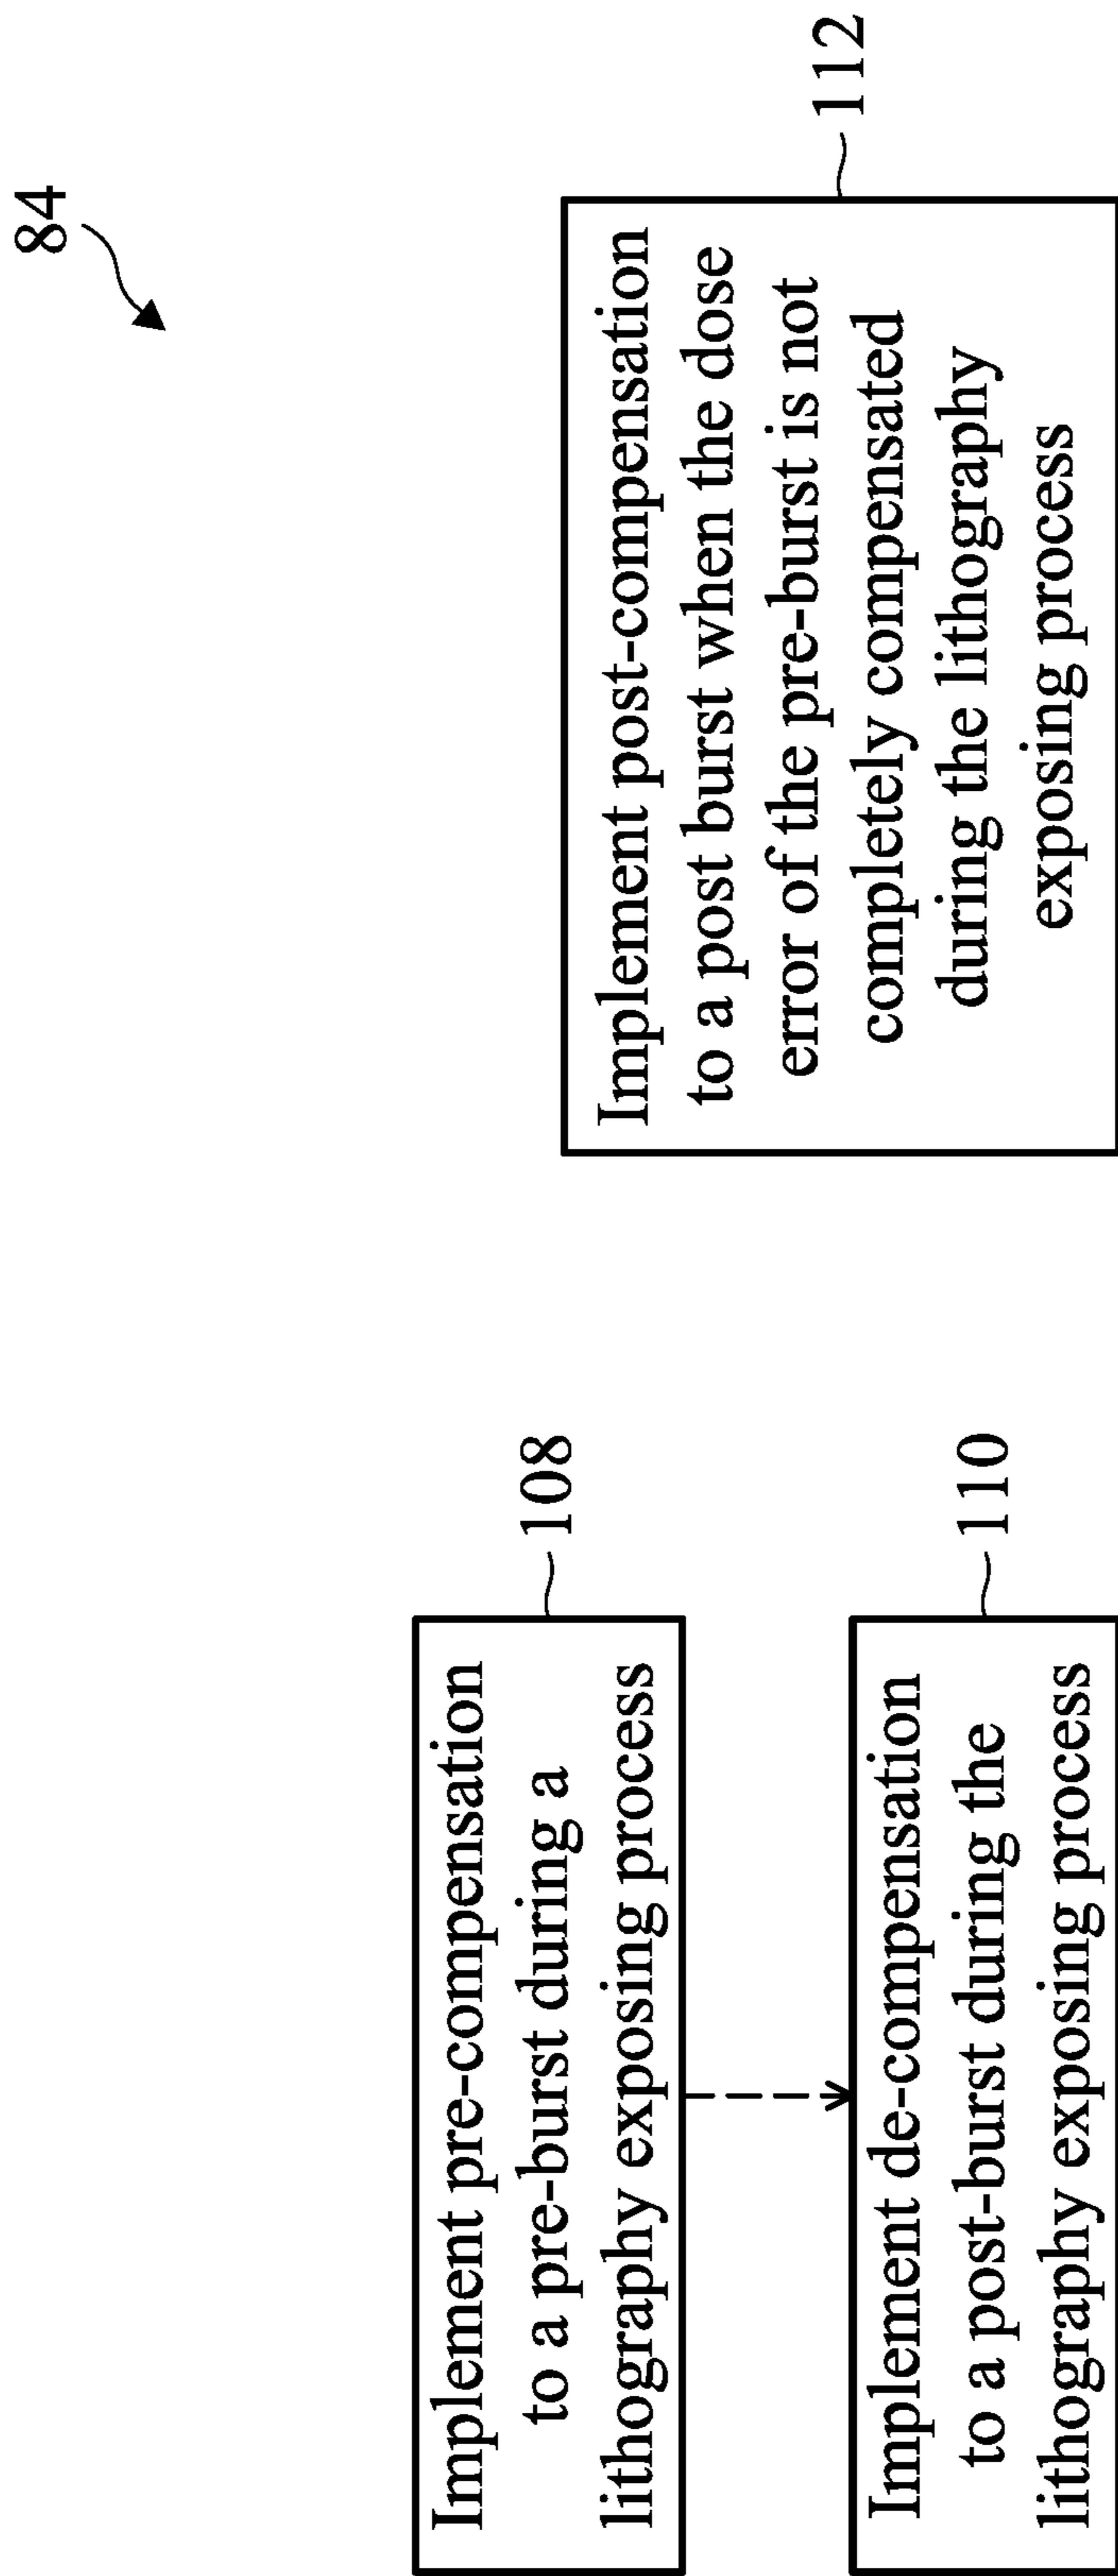 84
Implement pre-compensation
to a pre-burst during a
lithography exposing process
108
Implement de-compensation
to a post-burst during the
lithography exposing process
110
Implement post-compensation
to a post burst when the dose
error of the pre-burst is not
completely compensated
during the lithography
exposing process
112